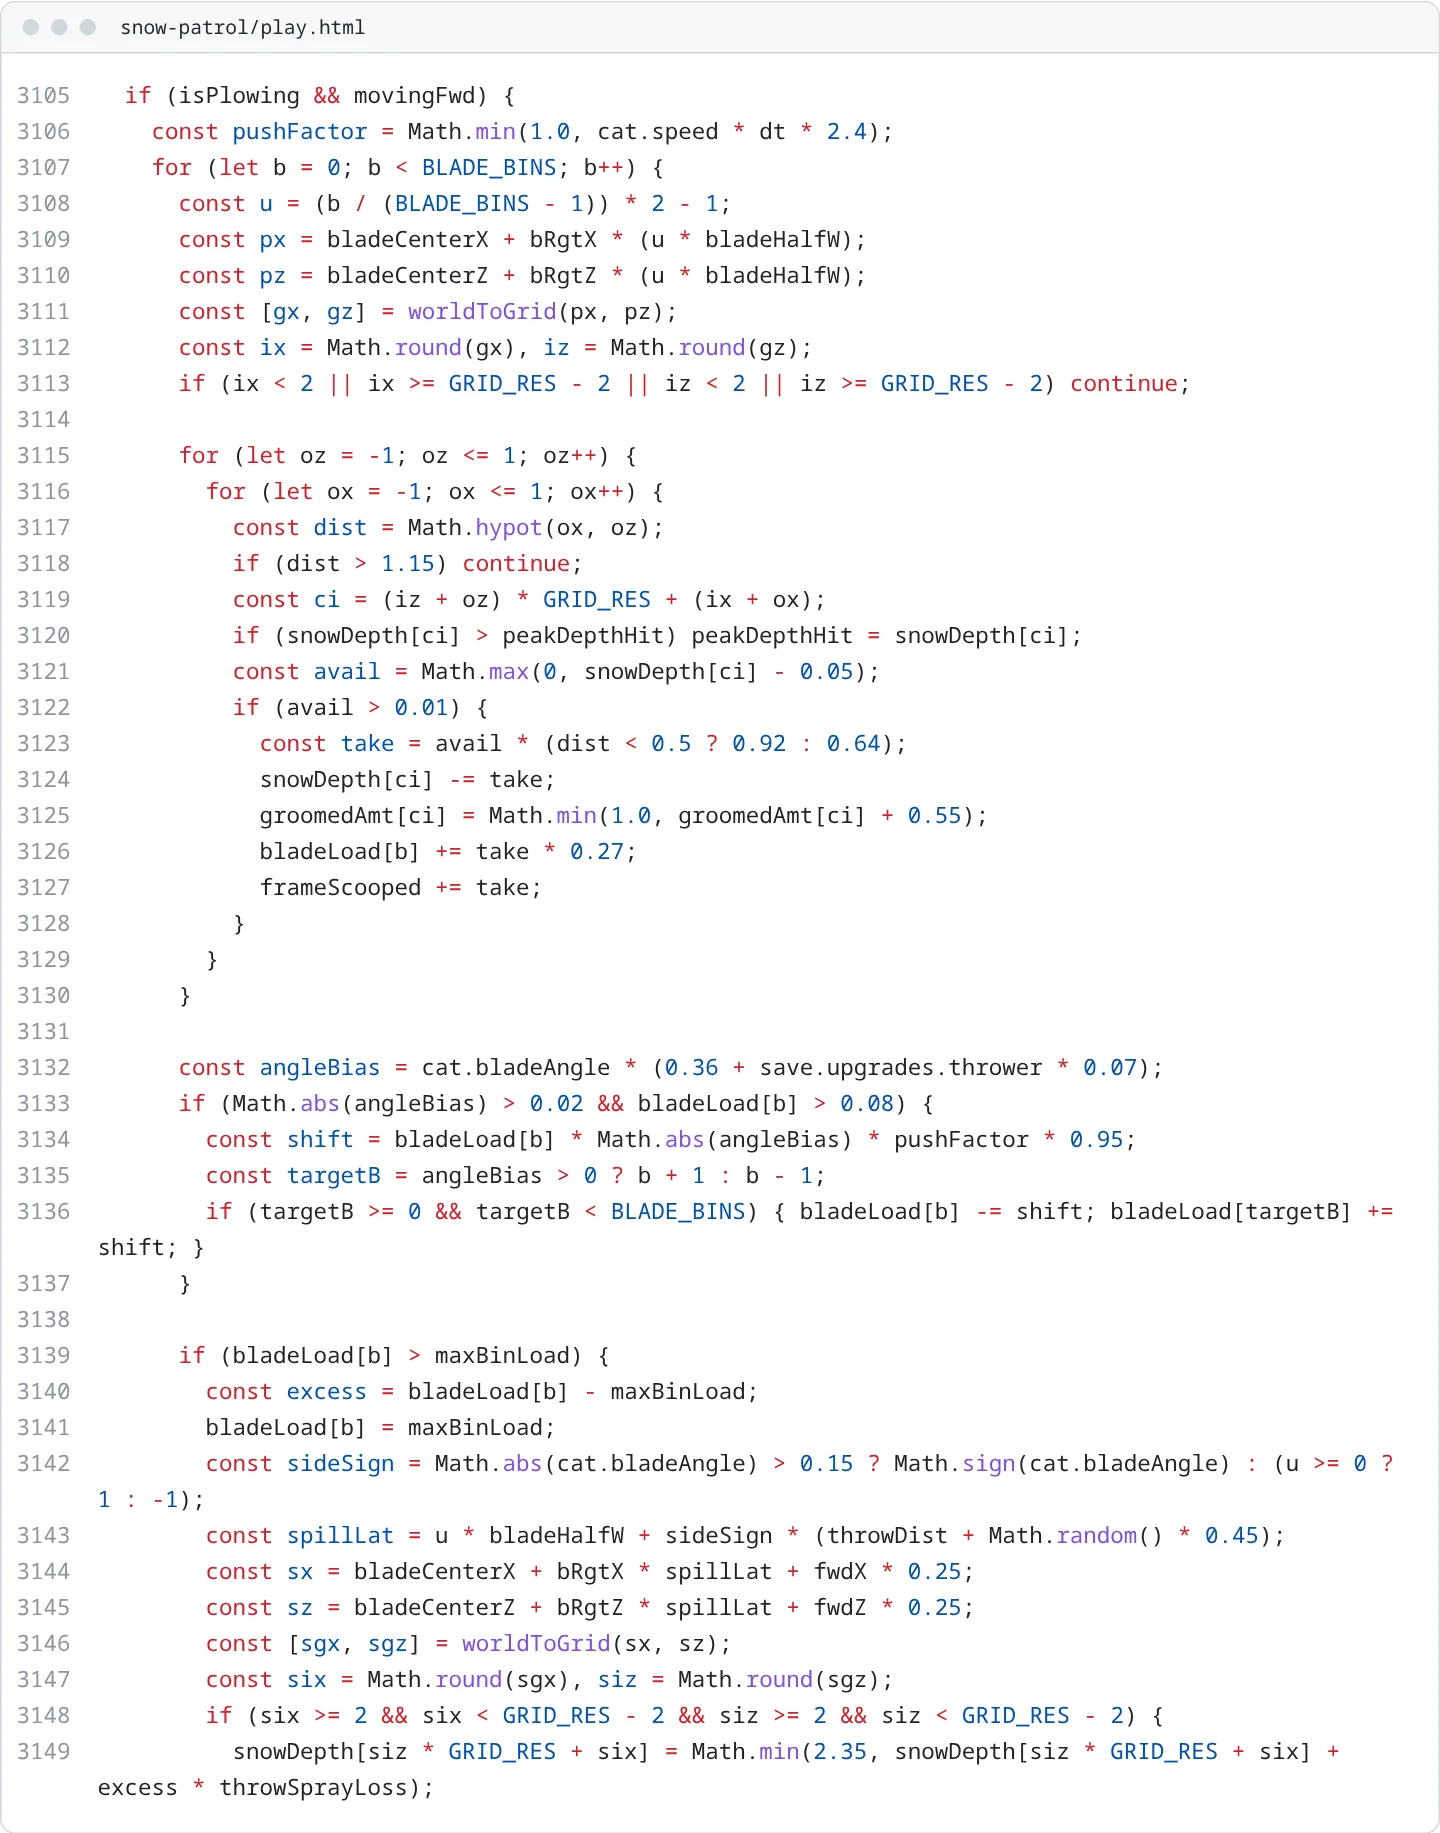 snow-patrol/play.html
3105    if (isPlowing && movingFwd) {
3106      const pushFactor = Math.min(1.0, cat.speed * dt * 2.4);
3107      for (let b = 0; b < BLADE_BINS; b++) {
3108        const u = (b / (BLADE_BINS - 1)) * 2 - 1;
3109        const px = bladeCenterX + bRgtX * (u * bladeHalfW);
3110        const pz = bladeCenterZ + bRgtZ * (u * bladeHalfW);
3111        const [gx, gz] = worldToGrid(px, pz);
3112        const ix = Math.round(gx), iz = Math.round(gz);
3113        if (ix < 2 || ix >= GRID_RES - 2 || iz < 2 || iz >= GRID_RES - 2) continue;
3114
3115        for (let oz = -1; oz <= 1; oz++) {
3116          for (let ox = -1; ox <= 1; ox++) {
3117            const dist = Math.hypot(ox, oz);
3118            if (dist > 1.15) continue;
3119            const ci = (iz + oz) * GRID_RES + (ix + ox);
3120            if (snowDepth[ci] > peakDepthHit) peakDepthHit = snowDepth[ci];
3121            const avail = Math.max(0, snowDepth[ci] - 0.05);
3122            if (avail > 0.01) {
3123              const take = avail * (dist < 0.5 ? 0.92 : 0.64);
3124              snowDepth[ci] -= take;
3125              groomedAmt[ci] = Math.min(1.0, groomedAmt[ci] + 0.55);
3126              bladeLoad[b] += take * 0.27;
3127              frameScooped += take;
3128            }
3129          }
3130        }
3131
3132        const angleBias = cat.bladeAngle * (0.36 + save.upgrades.thrower * 0.07);
3133        if (Math.abs(angleBias) > 0.02 && bladeLoad[b] > 0.08) {
3134          const shift = bladeLoad[b] * Math.abs(angleBias) * pushFactor * 0.95;
3135          const targetB = angleBias > 0 ? b + 1 : b - 1;
3136          if (targetB >= 0 && targetB < BLADE_BINS) { bladeLoad[b] -= shift; bladeLoad[targetB] +=
shift; }
3137        }
3138
3139        if (bladeLoad[b] > maxBinLoad) {
3140          const excess = bladeLoad[b] - maxBinLoad;
3141          bladeLoad[b] = maxBinLoad;
3142          const sideSign = Math.abs(cat.bladeAngle) > 0.15 ? Math.sign(cat.bladeAngle) : (u >= 0 ?
1 : -1);
3143          const spillLat = u * bladeHalfW + sideSign * (throwDist + Math.random() * 0.45);
3144          const sx = bladeCenterX + bRgtX * spillLat + fwdX * 0.25;
3145          const sz = bladeCenterZ + bRgtZ * spillLat + fwdZ * 0.25;
3146          const [sgx, sgz] = worldToGrid(sx, sz);
3147          const six = Math.round(sgx), siz = Math.round(sgz);
3148          if (six >= 2 && six < GRID_RES - 2 && siz >= 2 && siz < GRID_RES - 2) {
3149            snowDepth[siz * GRID_RES + six] = Math.min(2.35, snowDepth[siz * GRID_RES + six] +
excess * throwSprayLoss);